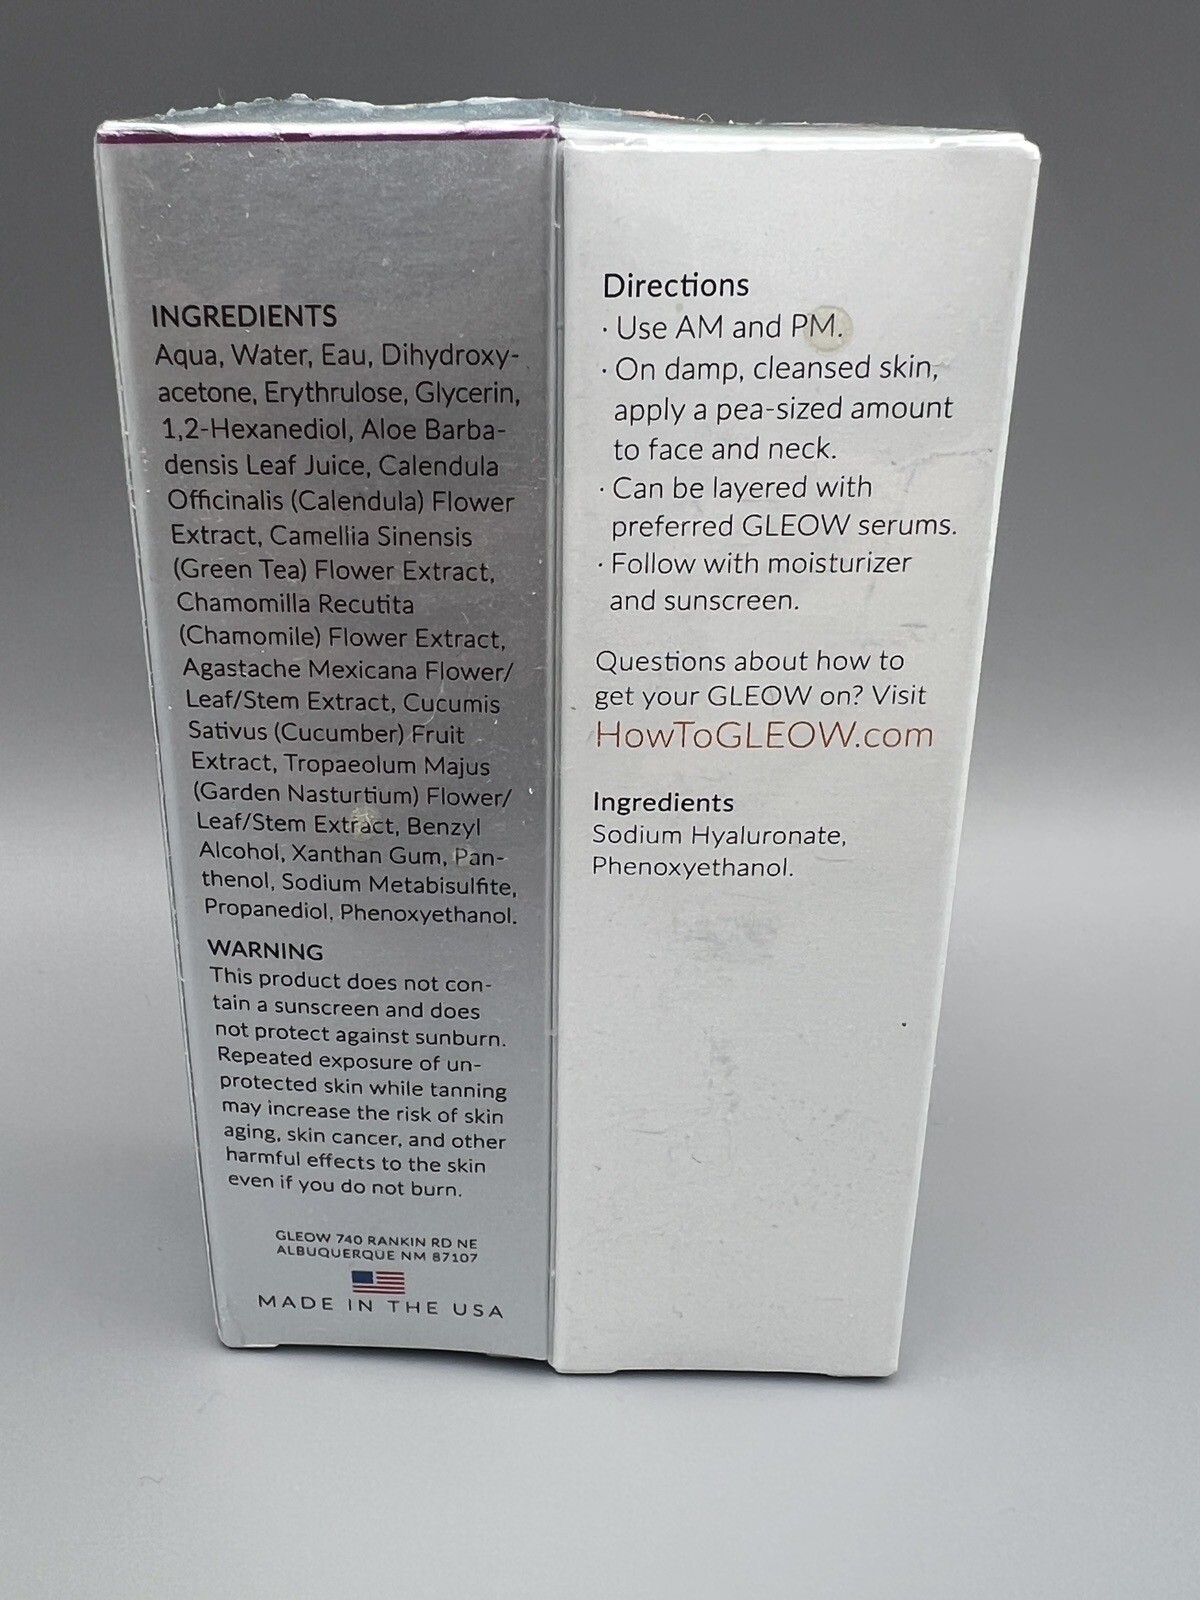 INGREDIENTS
Aqua, Water, Eau, Dihydroxy-
acetone, Erythrulose, Glycerin,
1,2-Hexanediol, Aloe Barba-
densis Leaf Juice, Calendula
Officinalis (Calendula) Flower
Extract, Camellia Sinensis
(Green Tea) Flower Extract,
Chamomilla Recutita
(Chamomile) Flower Extract,
Agastache Mexicana Flower/
Leaf/Stem Extract, Cucumis
Sativus (Cucumber) Fruit
Extract, Tropaeolum Majus
(Garden Nasturtium) Flower/
Leaf/Stem Extract, Benzyl
Alcohol, Xanthan Gum, Pan-
thenol, Sodium Metabisulfite,
Propanediol, Phenoxyethanol.
WARNING
This product does not con-
tain a sunscreen and does
not protect against sunburn.
Repeated exposure of un-
protected skin while tanning
may increase the risk of skin
aging, skin cancer, and other
harmful effects to the skin
even if you do not burn.
GLEOW 740 RANKIN RD NE
ALBUQUERQUE NM 87107
MADE IN THE USA
Directions
· Use AM and PM.
· On damp, cleansed skin,
apply a pea-sized amount
to face and neck.
· Can be layered with
preferred GLEOW serums.
· Follow with moisturizer
and sunscreen.
Questions about how to
get your GLEOW on? Visit
HowToGLEOW.com
Ingredients
Sodium Hyaluronate,
Phenoxyethanol.